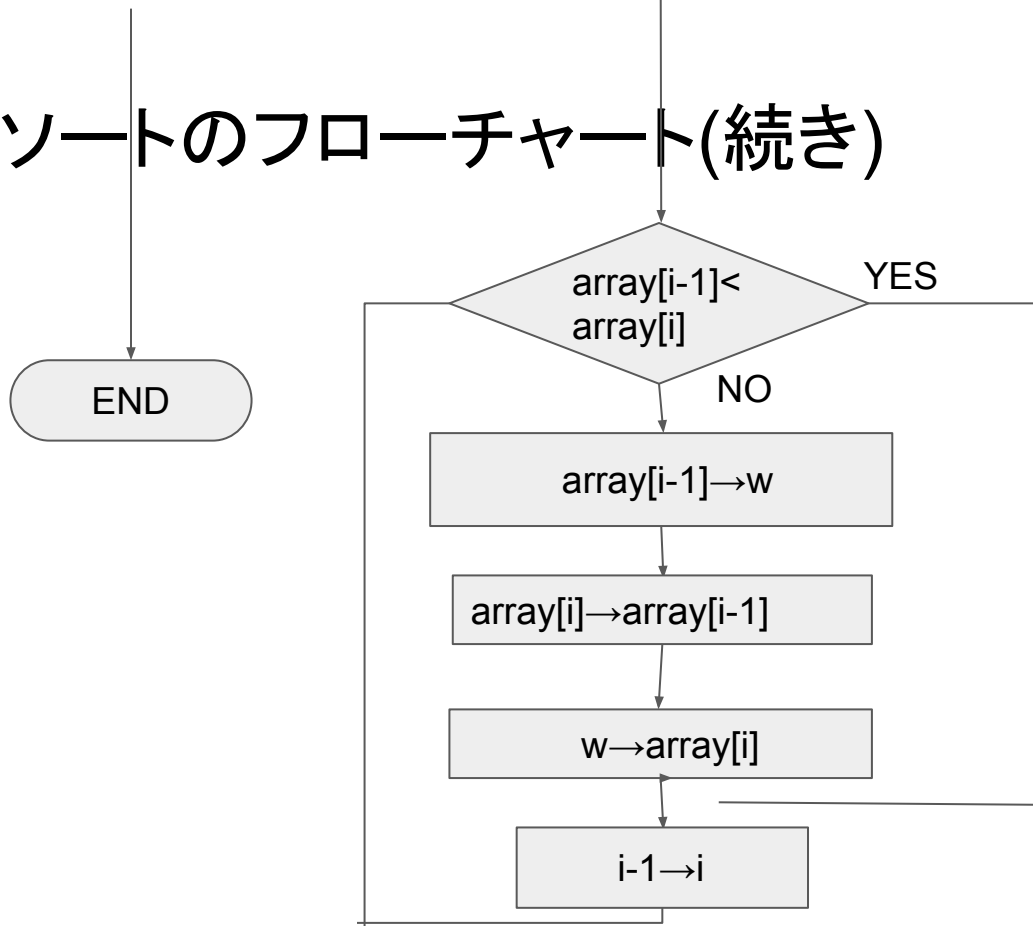 ソートのフローチャート(続き)
array[i-1]<
array[i]
YES
END
NO
array[i-1]→w
array[i]→array[i-1]
w→array[i]
i-1→i